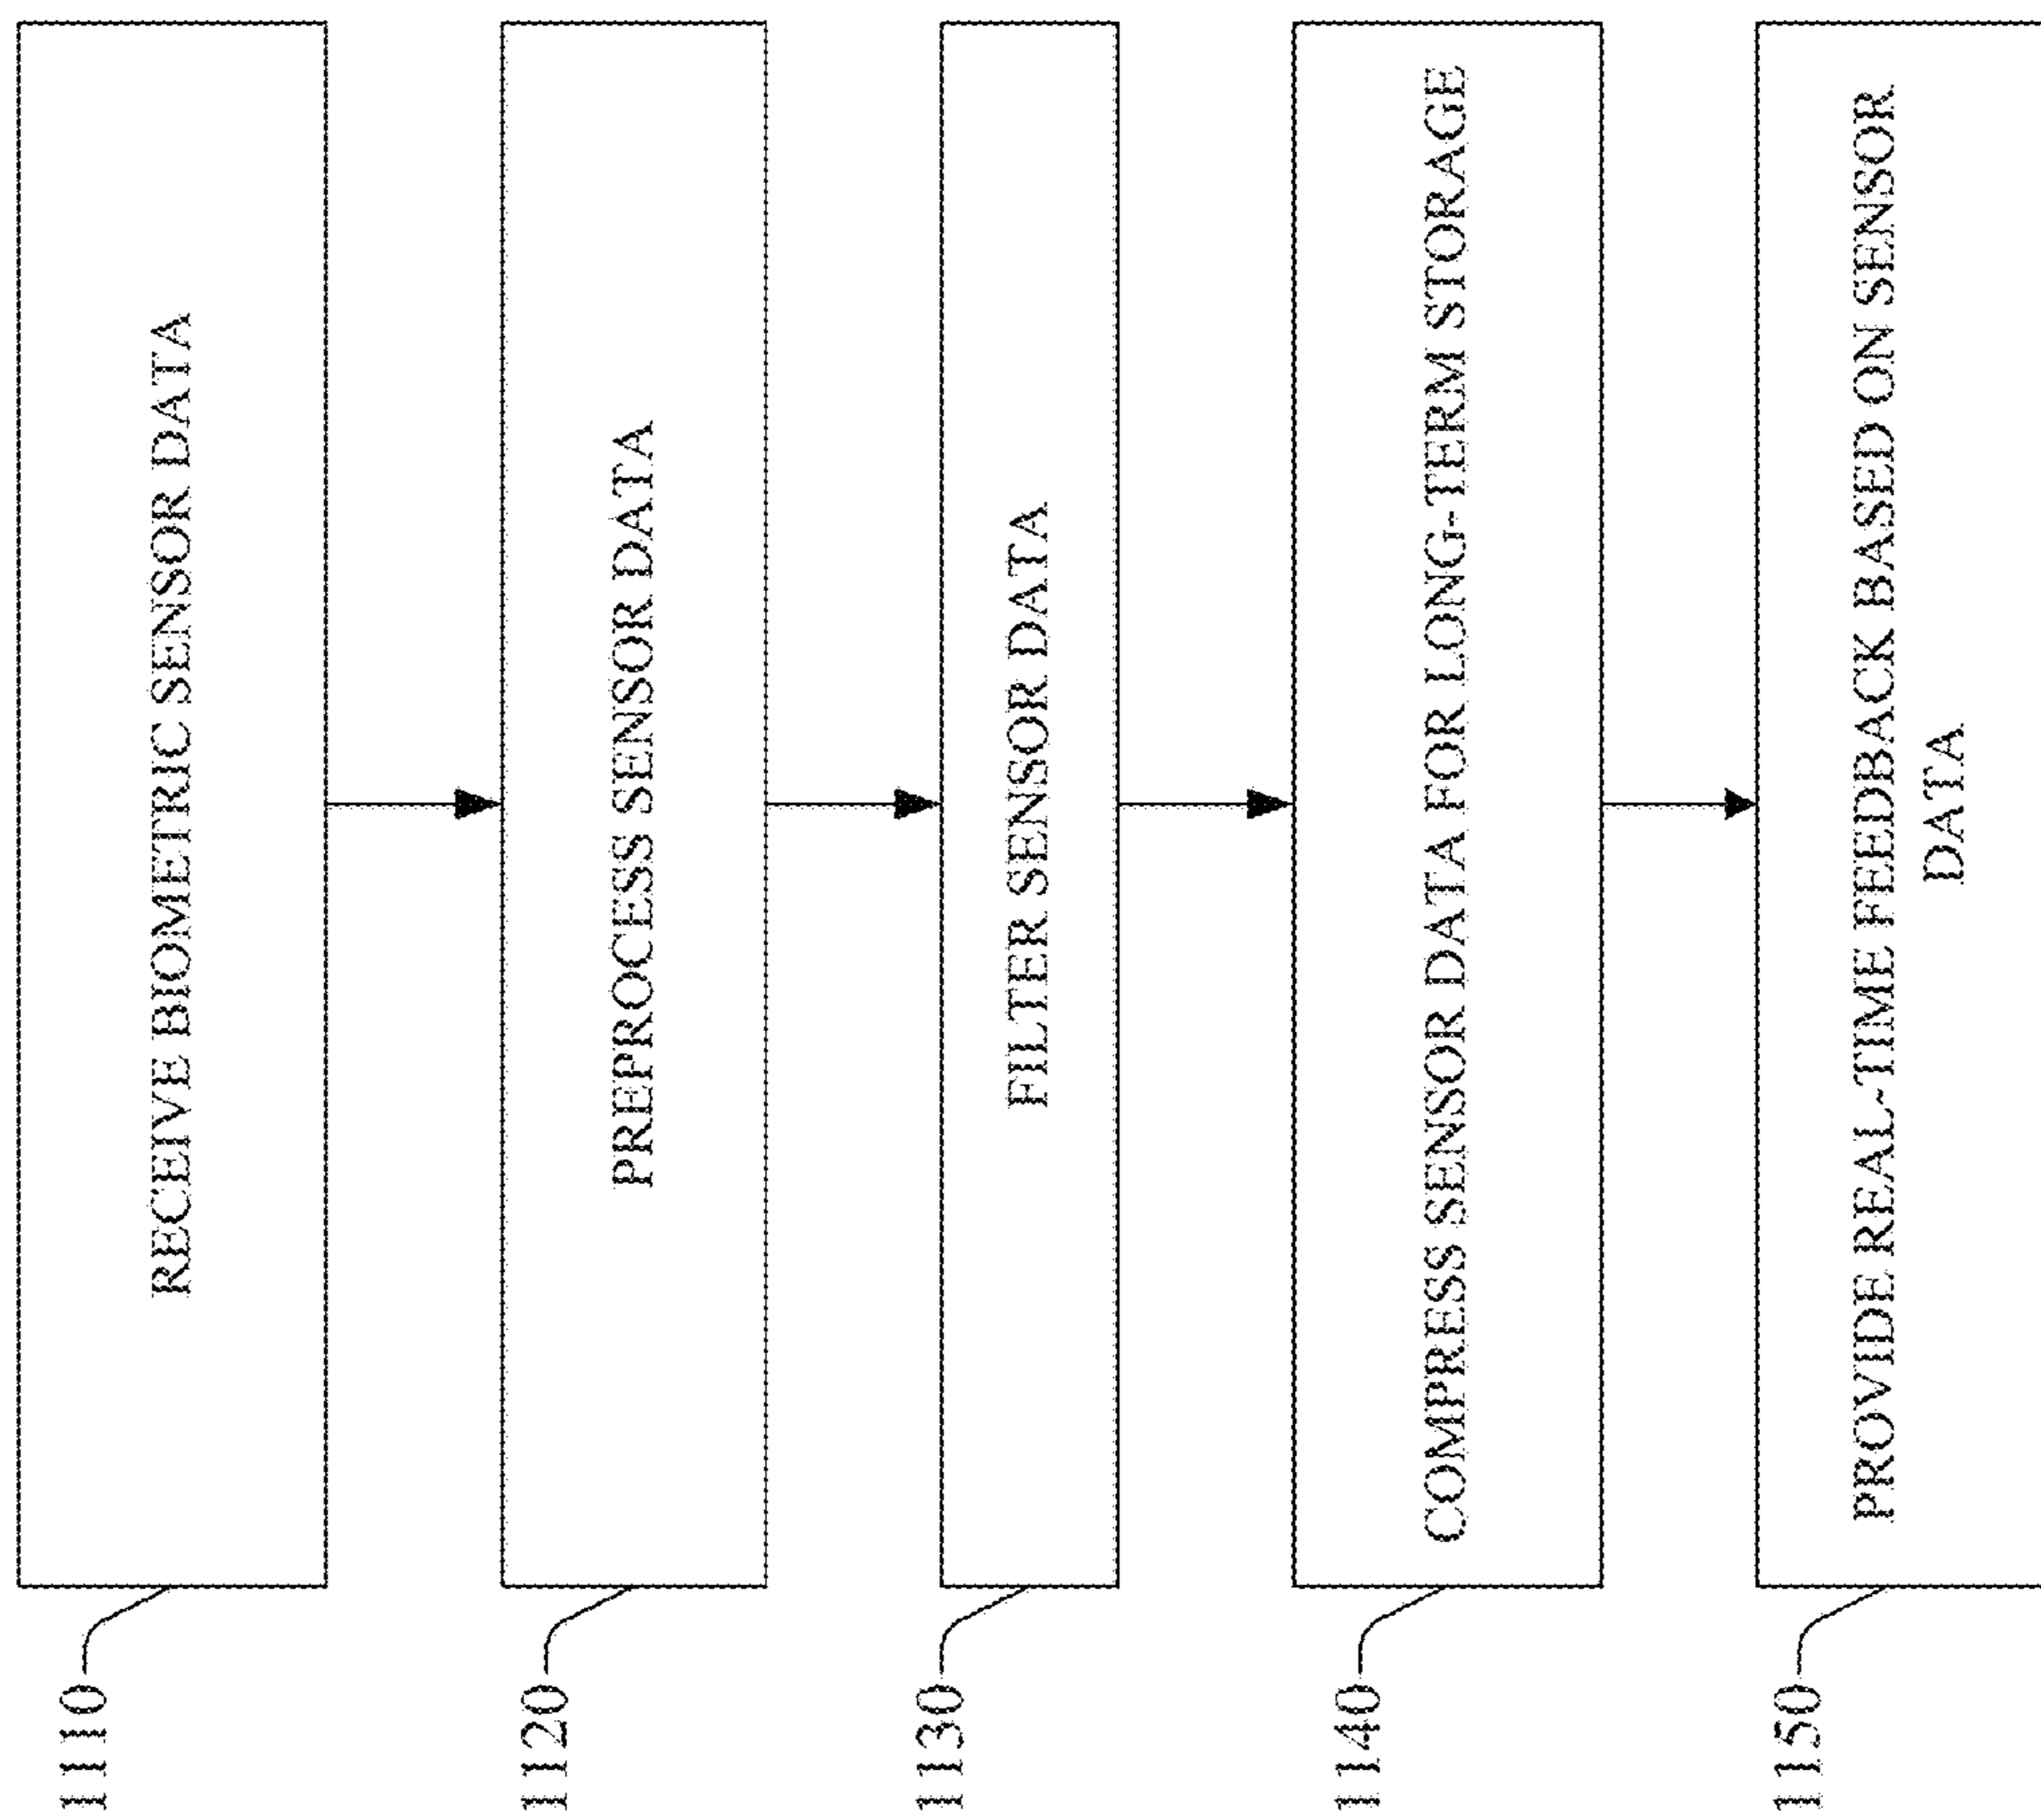 1110
RECEIVE BIOMETRIC SENSOR DATA
1120
PREPROCESS SENSOR DATA
1130
FILTER SENSOR DATA
1140
COMPRESS SENSOR DATA FOR LONG-TERM STORAGE
1150
PROVIDE REAL-TIME FEEDBACK BASED ON SENSOR
DATA